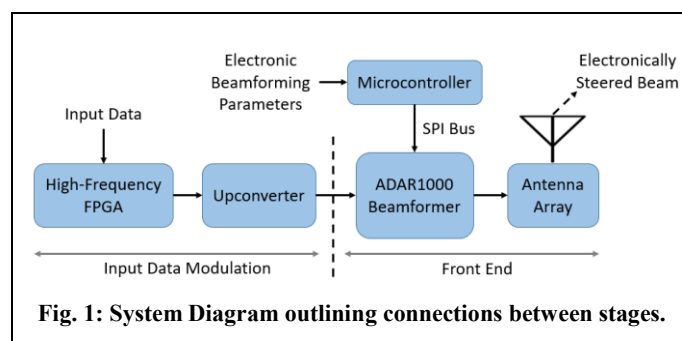 Electronic
Beamforming
Parameters
Microcontroller
Electronically
Steered Beam
Input Data
SPI Bus
High-Frequency
FPGA
Upconverter
ADAR1000
Beamformer
Antenna
Array
Input Data Modulation
Front End
Fig. 1: System Diagram outlining connections between stages.